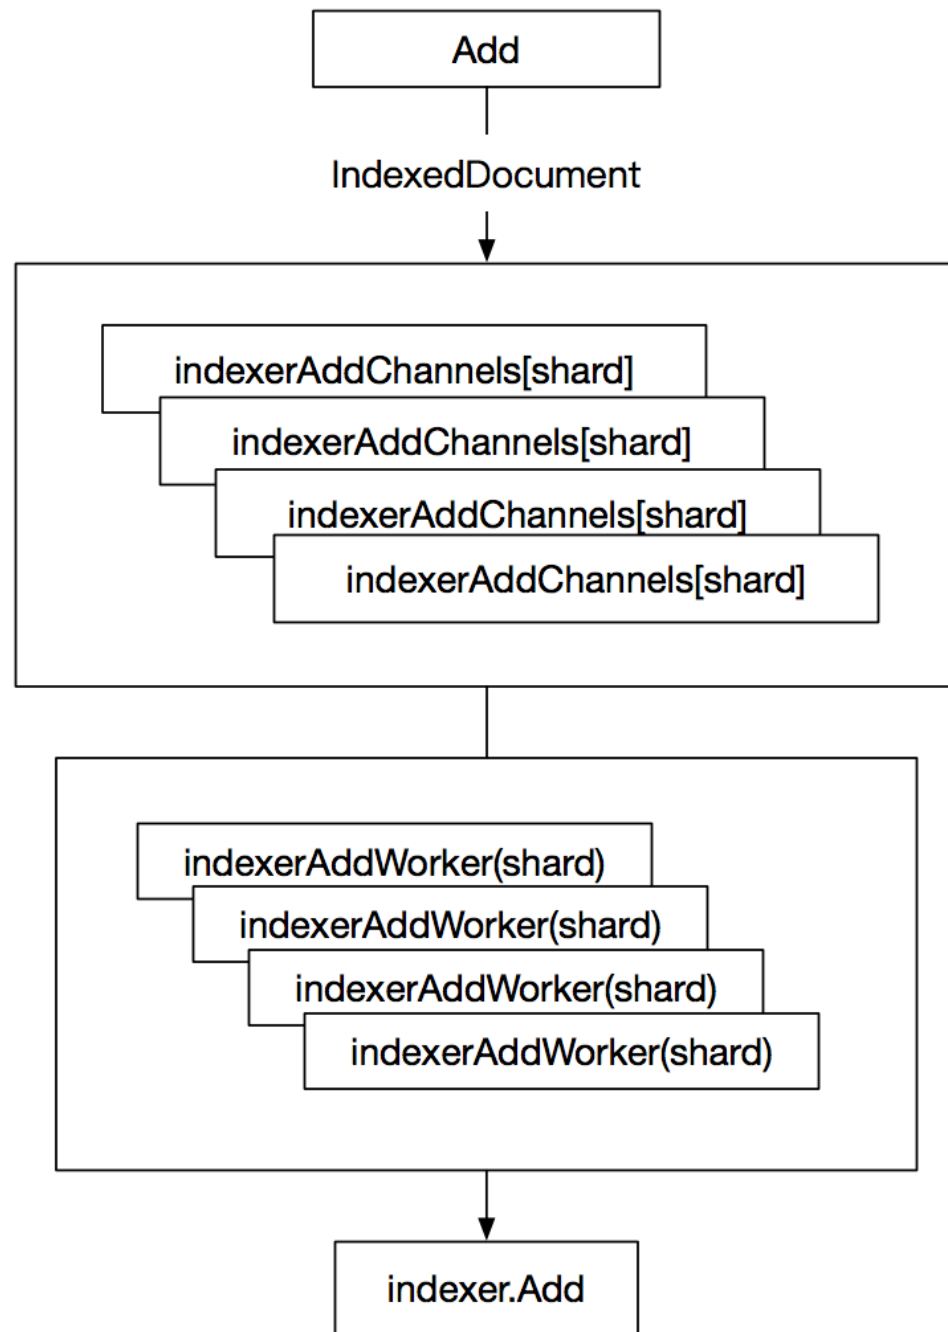 Add
IndexedDocument
indexerAddChannels[shard]
indexerAddChannels[shard]
indexerAddChannels[shard]
indexerAddChannels[shard]
indexerAddWorker(shard)
indexerAddWorker(shard)
indexerAddWorker(shard)
indexerAddWorker(shard)
indexer.Add